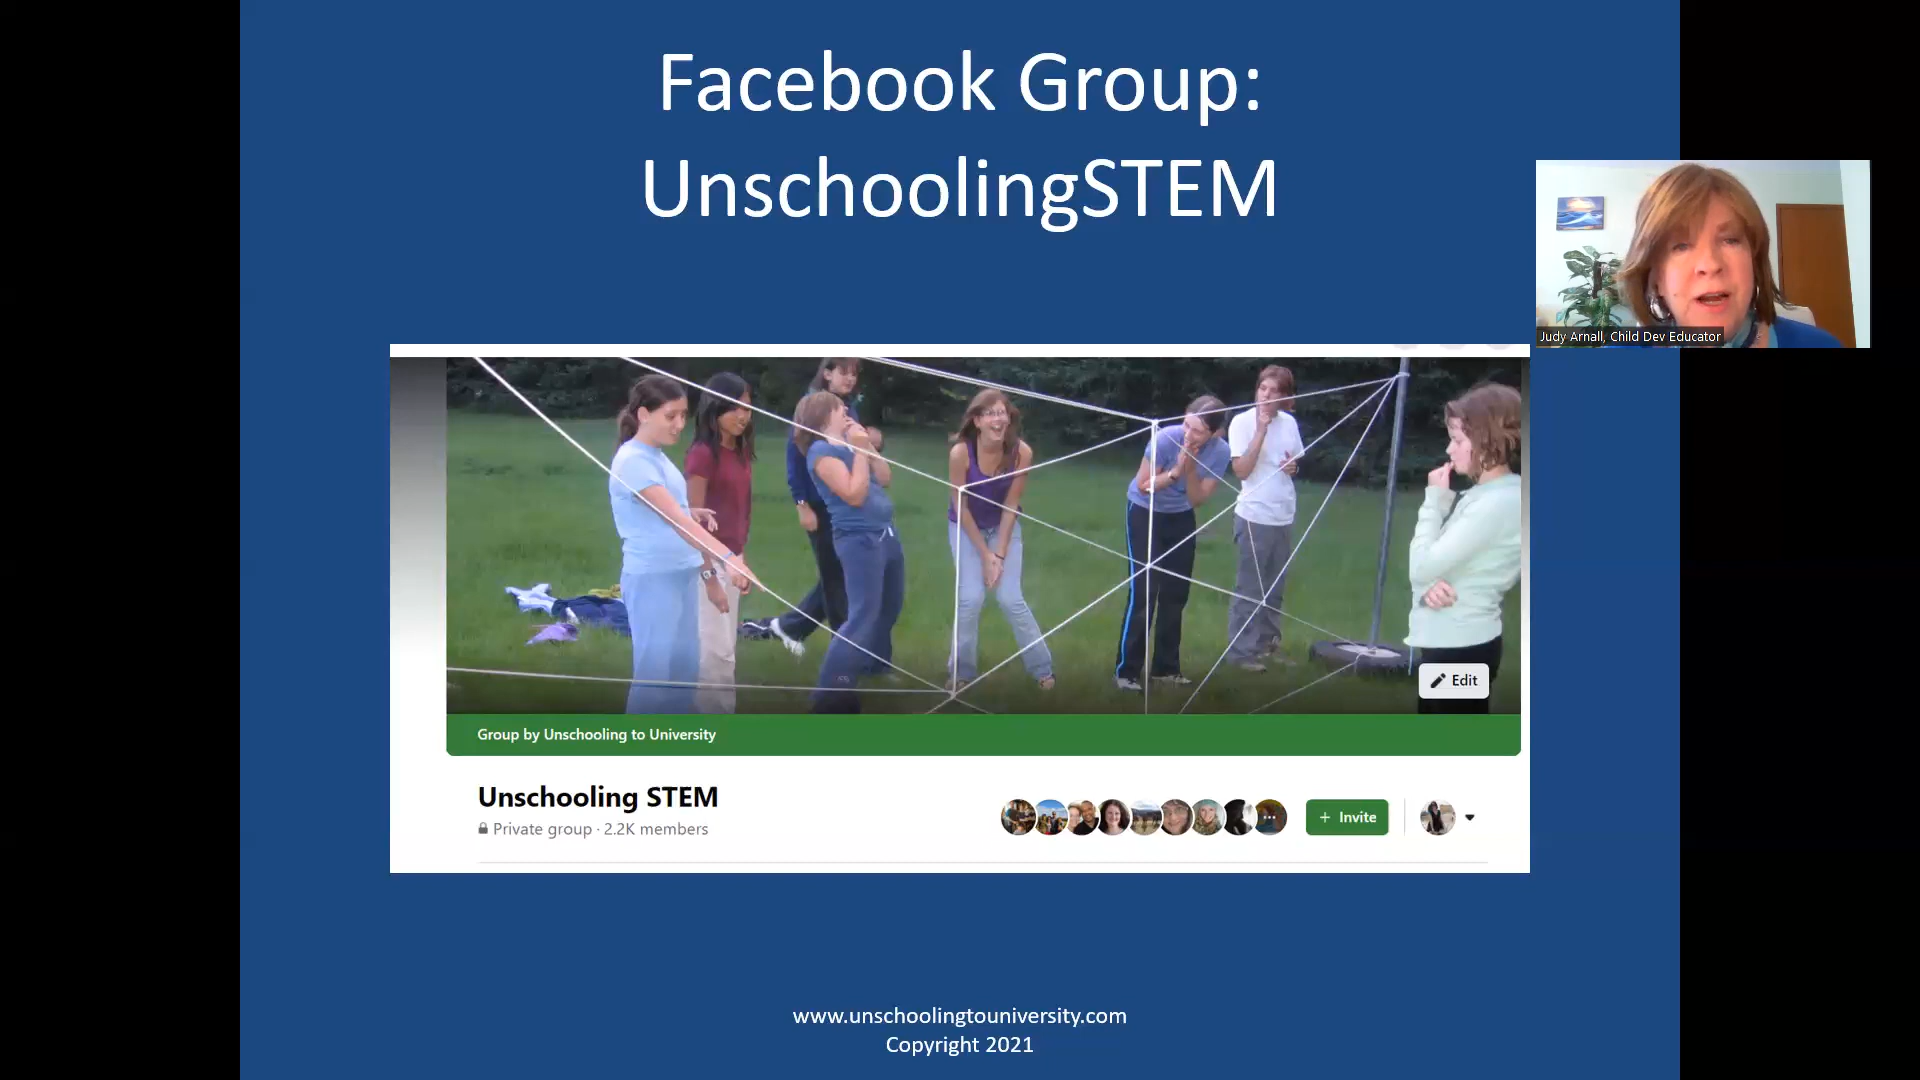 Facebook Group:
UnschoolingSTEM
Judy Arnall, Child Dev Educator
Edit
Group by Unschooling to University
Unschooling STEM
Private group · 2.2K members
+ Invite
www.unschoolingtouniversity.com
Copyright 2021